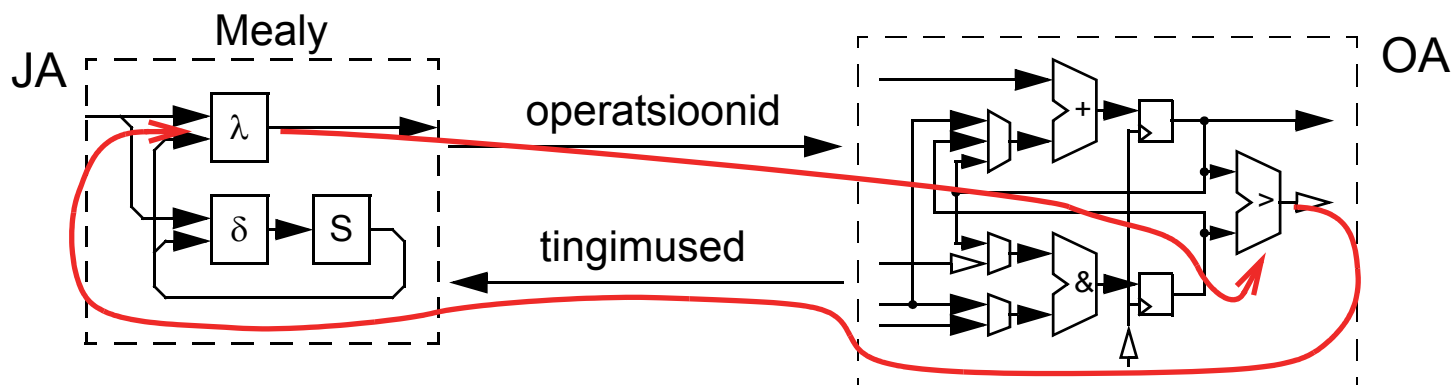 Mealy
JA
OA
λ
operatsioonid
+
>
δ
S
tingimused
&